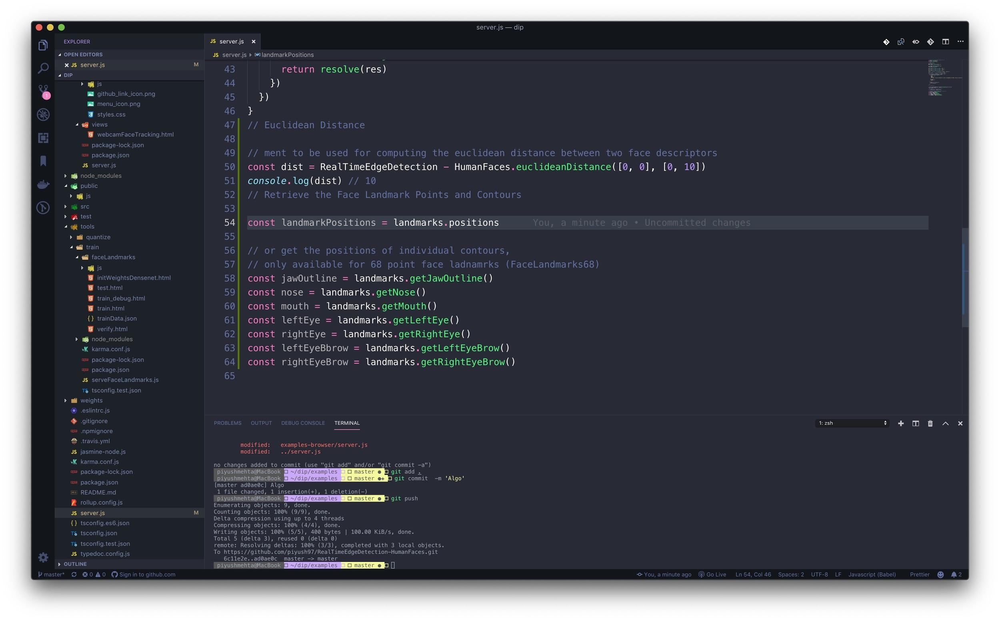 server.js — dip
EXPLORER
OPEN EDITORS
JS server.js M
DIP
js
github_link_icon.png
menu_icon.png
styles.css
views
webcamFaceTracking.html
package-lock.json
package.json
JS server.js
node_modules
public
js
src
test
tools
quantize
train
faceLandmarks
js
initWeightsDensenet.html
test.html
train_debug.html
train.html
{} trainData.json
verify.html
node_modules
karma.conf.js
package-lock.json
package.json
JS serveFaceLandmarks.js
TS tsconfig.test.json
weights
.eslintrc.js
.gitignore
.npmignore
.travis.yml
JS jasmine-node.js
karma.conf.js
package-lock.json
package.json
README.md
rollup.config.js
JS server.js M
{} tsconfig.es6.json
TS tsconfig.json
TS tsconfig.test.json
JS typedoc.config.js
OUTLINE
1
JS server.js
JS server.js landmarkPositions
43 return resolve(res)
44 })
45 })
46 }
47 // Euclidean Distance
48
49 // ment to be used for computing the euclidean distance between two face descriptors
50 const dist = RealTimeEdgeDetection - HumanFaces.euclideanDistance([0, 0], [0, 10])
51 console.log(dist) // 10
52 // Retrieve the Face Landmark Points and Contours
53
54 const landmarkPositions = landmarks.positions You, a minute ago • Uncommitted changes
55
56 // or get the positions of individual contours,
57 // only available for 68 point face ladnamrks (FaceLandmarks68)
58 const jawOutline = landmarks.getJawOutline()
59 const nose = landmarks.getNose()
60 const mouth = landmarks.getMouth()
61 const leftEye = landmarks.getLeftEye()
62 const rightEye = landmarks.getRightEye()
63 const leftEyeBbrow = landmarks.getLeftEyeBrow()
64 const rightEyeBrow = landmarks.getRightEyeBrow()
65
PROBLEMS OUTPUT DEBUG CONSOLE TERMINAL 1: zsh
modified: examples-browser/server.js
modified: ../server.js
no changes added to commit (use "git add" and/or "git commit -a")
piyushmehta@MacBook ~/dip/examples master ● git add .
piyushmehta@MacBook ~/dip/examples master ●+ git commit -m 'Algo'
[master ad0ae0c] Algo
1 file changed, 1 insertion(+), 1 deletion(-)
piyushmehta@MacBook ~/dip/examples master ● git push
Enumerating objects: 9, done.
Counting objects: 100% (9/9), done.
Delta compression using up to 4 threads
Compressing objects: 100% (4/4), done.
Writing objects: 100% (5/5), 400 bytes | 100.00 KiB/s, done.
Total 5 (delta 3), reused 0 (delta 0)
remote: Resolving deltas: 100% (3/3), completed with 3 local objects.
To https://github.com/piyush97/RealTimeEdgeDetection-HumanFaces.git
6c11e2e..ad0ae0c master -> master
piyushmehta@MacBook ~/dip/examples master ●
master* 0 0 Sign in to github.com You, a minute ago Go Live Ln 54, Col 46 Spaces: 2 UTF-8 LF Javascript (Babel) Prettier 2